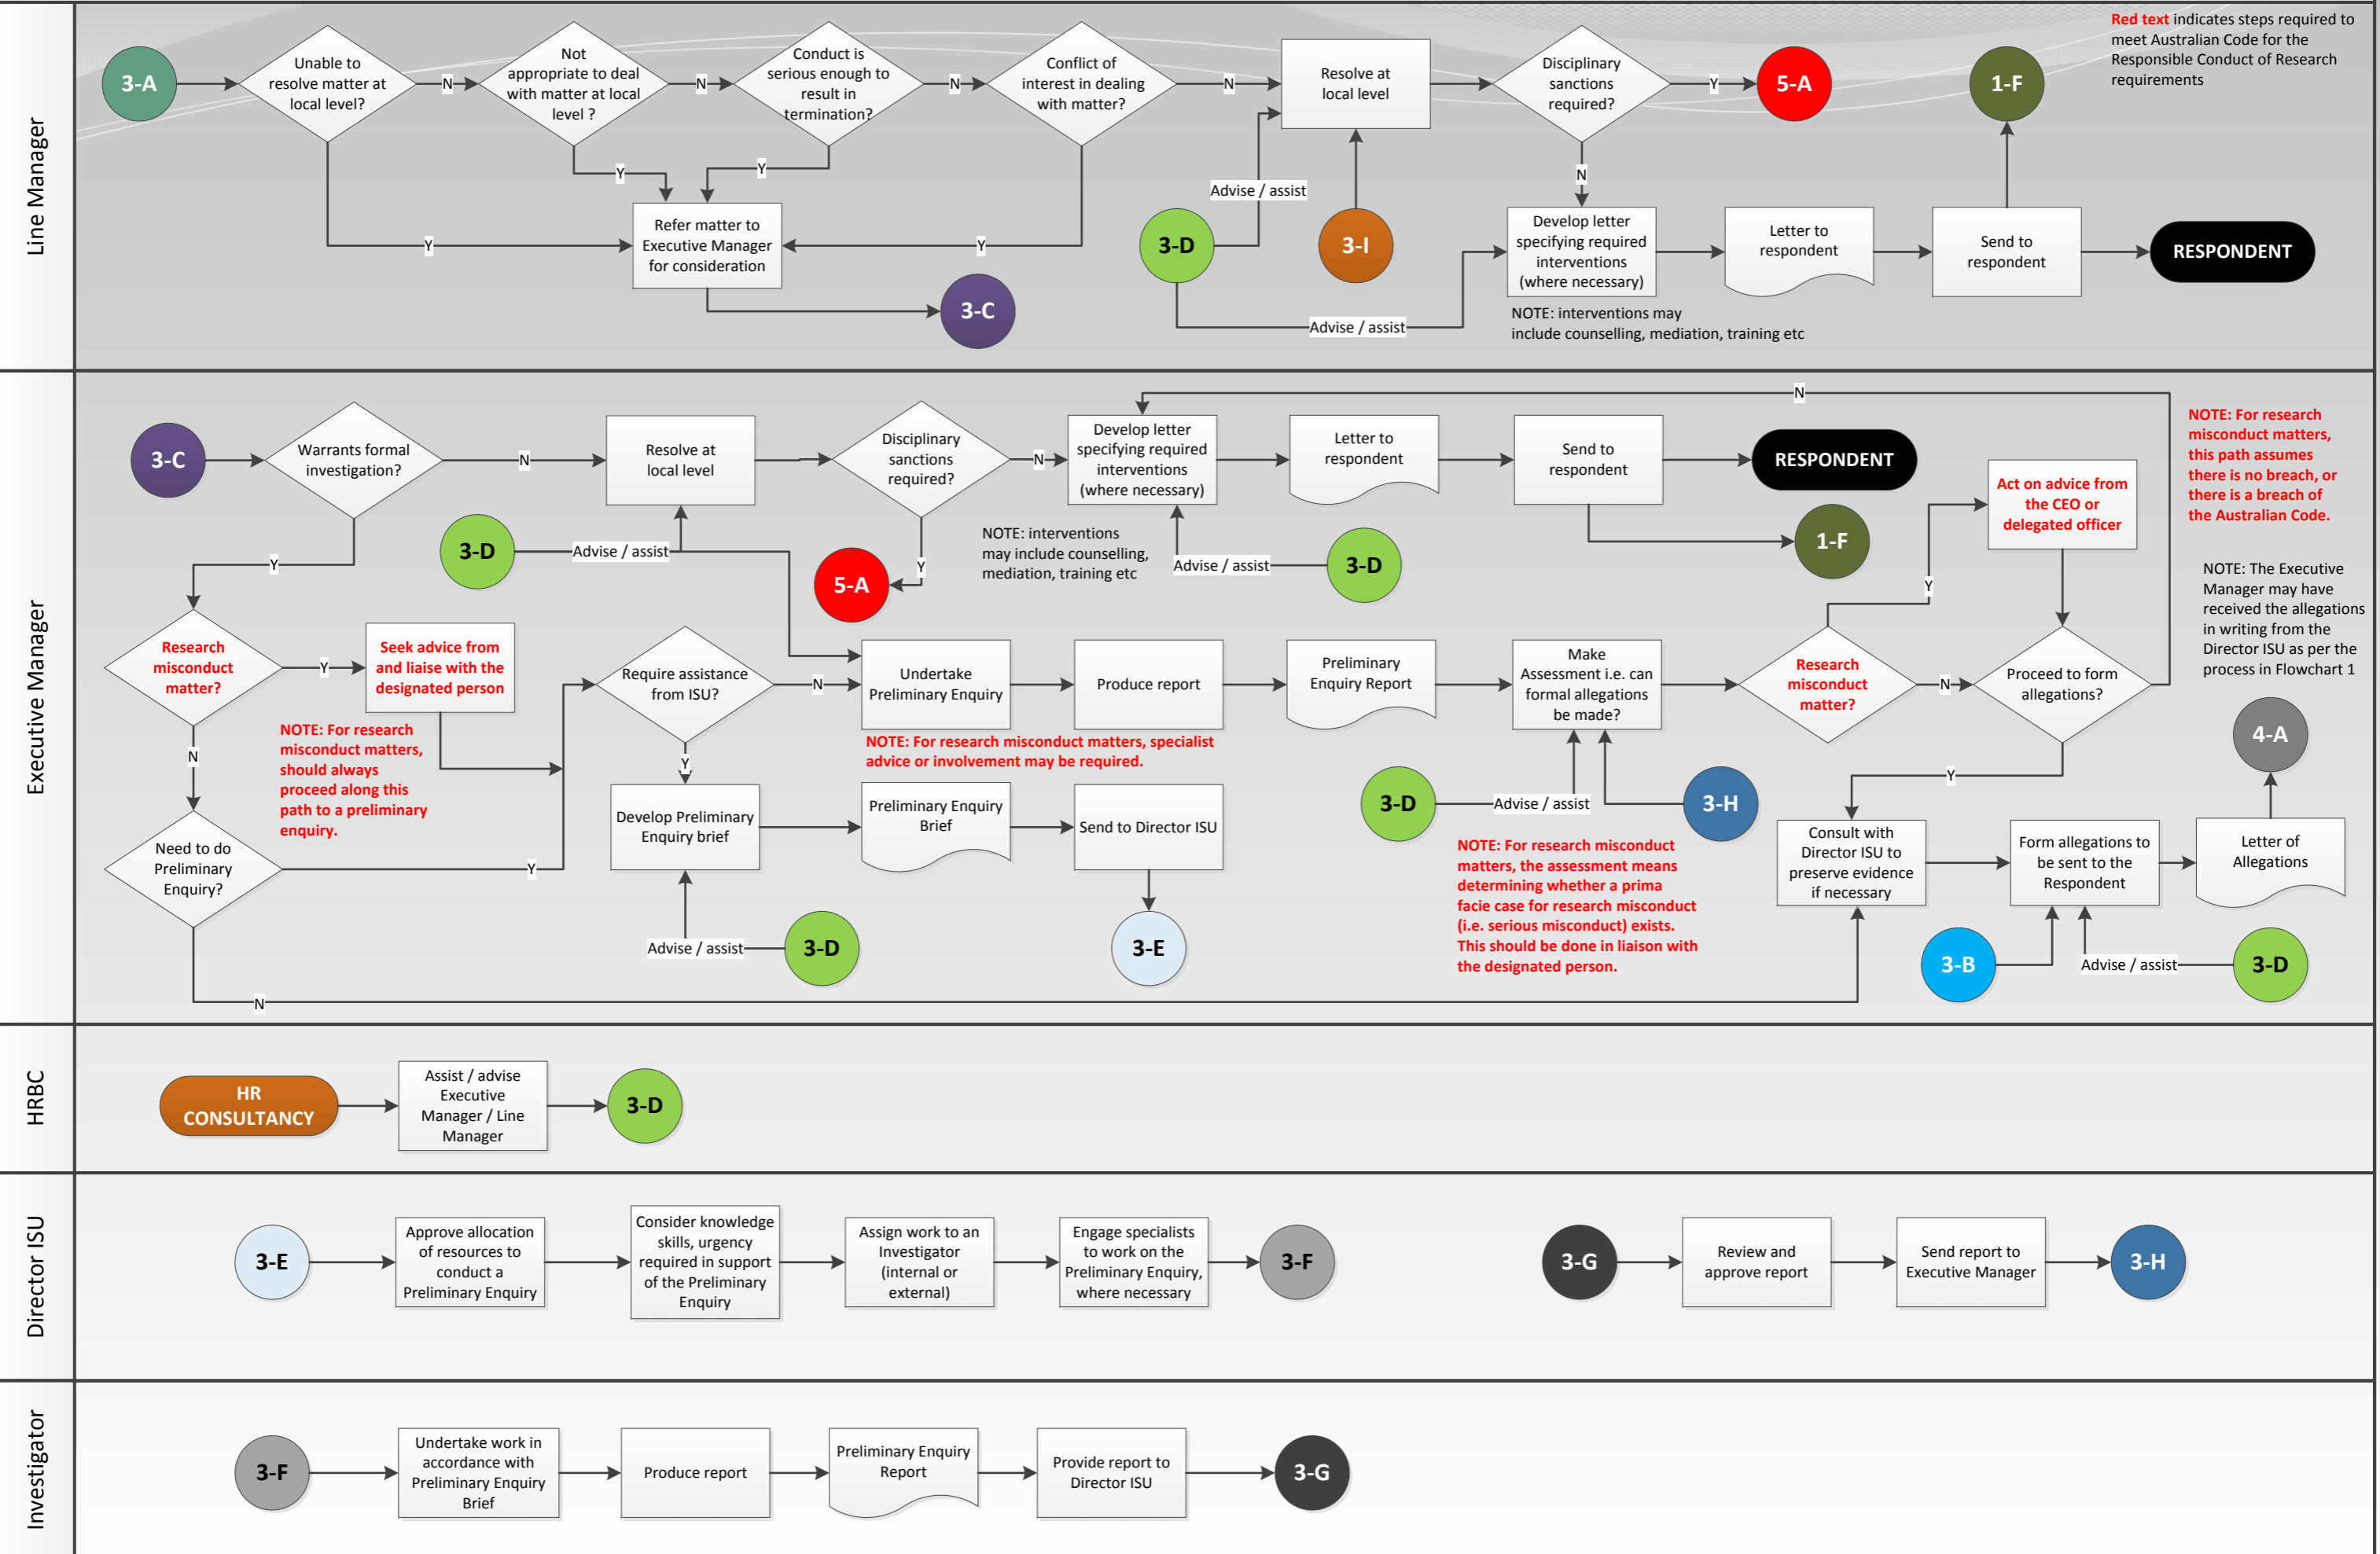 Line Manager
Red text indicates steps required to
meet Australian Code for the
Responsible Conduct of Research
requirements
3-A
Unable to
resolve matter at
local level?
N
Not
appropriate to deal
with matter at local
level ?
N
Conduct is
serious enough to
result in
termination?
N
Conflict of
interest in dealing
with matter?
N
Resolve at
local level
Disciplinary
sanctions
required?
Y
5-A
1-F
Y
Y
Y
Y
Refer matter to
Executive Manager
for consideration
3-C
Advise / assist
3-D
3-I
Advise / assist
N
Develop letter
specifying required
interventions
(where necessary)
NOTE: interventions may
include counselling, mediation, training etc
Letter to
respondent
Send to
respondent
RESPONDENT
Executive Manager
N
3-C
Warrants formal
investigation?
N
Resolve at
local level
Disciplinary
sanctions
required?
N
Develop letter
specifying required
interventions
(where necessary)
Letter to
respondent
Send to
respondent
RESPONDENT
1-F
Act on advice from
the CEO or
delegated officer
NOTE: For research
misconduct matters,
this path assumes
there is no breach, or
there is a breach of
the Australian Code.
Y
3-D
Advise / assist
5-A
Y
NOTE: interventions
may include counselling,
mediation, training etc
Advise / assist
3-D
Y
NOTE: The Executive
Manager may have
received the allegations
in writing from the
Director ISU as per the
process in Flowchart 1
Research
misconduct
matter?
Y
Seek advice from
and liaise with the
designated person
Require assistance
from ISU?
N
Undertake
Preliminary Enquiry
Produce report
Preliminary
Enquiry Report
Make
Assessment i.e. can
formal allegations
be made?
Research
misconduct
matter?
N
Proceed to form
allegations?
4-A
N
NOTE: For research
misconduct matters,
should always
proceed along this
path to a preliminary
enquiry.
Y
NOTE: For research misconduct matters, specialist
advice or involvement may be required.
Y
Need to do
Preliminary
Enquiry?
Y
Develop Preliminary
Enquiry brief
Preliminary Enquiry
Brief
Send to Director ISU
3-D
Advise / assist
3-H
NOTE: For research misconduct
matters, the assessment means
determining whether a prima
facie case for research misconduct
(i.e. serious misconduct) exists.
This should be done in liaison with
the designated person.
Consult with
Director ISU to
preserve evidence
if necessary
Form allegations to
be sent to the
Respondent
Letter of
Allegations
Advise / assist
3-D
3-E
3-B
Advise / assist
3-D
N
HRBC
HR
CONSULTANCY
Assist / advise
Executive
Manager / Line
Manager
3-D
Director ISU
3-E
Approve allocation
of resources to
conduct a
Preliminary Enquiry
Consider knowledge
skills, urgency
required in support
of the Preliminary
Enquiry
Assign work to an
Investigator
(internal or
external)
Engage specialists
to work on the
Preliminary Enquiry,
where necessary
3-F
3-G
Review and
approve report
Send report to
Executive Manager
3-H
Investigator
3-F
Undertake work in
accordance with
Preliminary Enquiry
Brief
Produce report
Preliminary Enquiry
Report
Provide report to
Director ISU
3-G